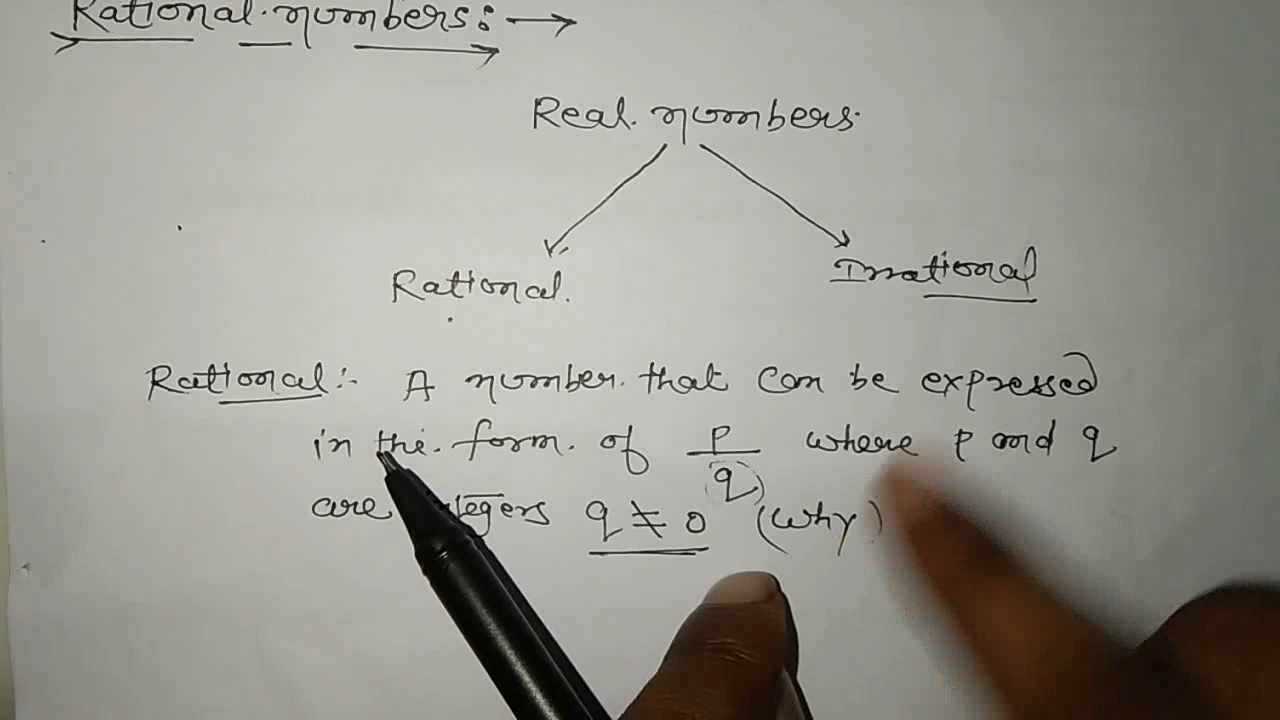 Rational numbers:→
Real numbers
Rational. Irrational
Rational:- A number that can be expressed
in the form of p/q where p and q
are integers q ≠ 0 (why)